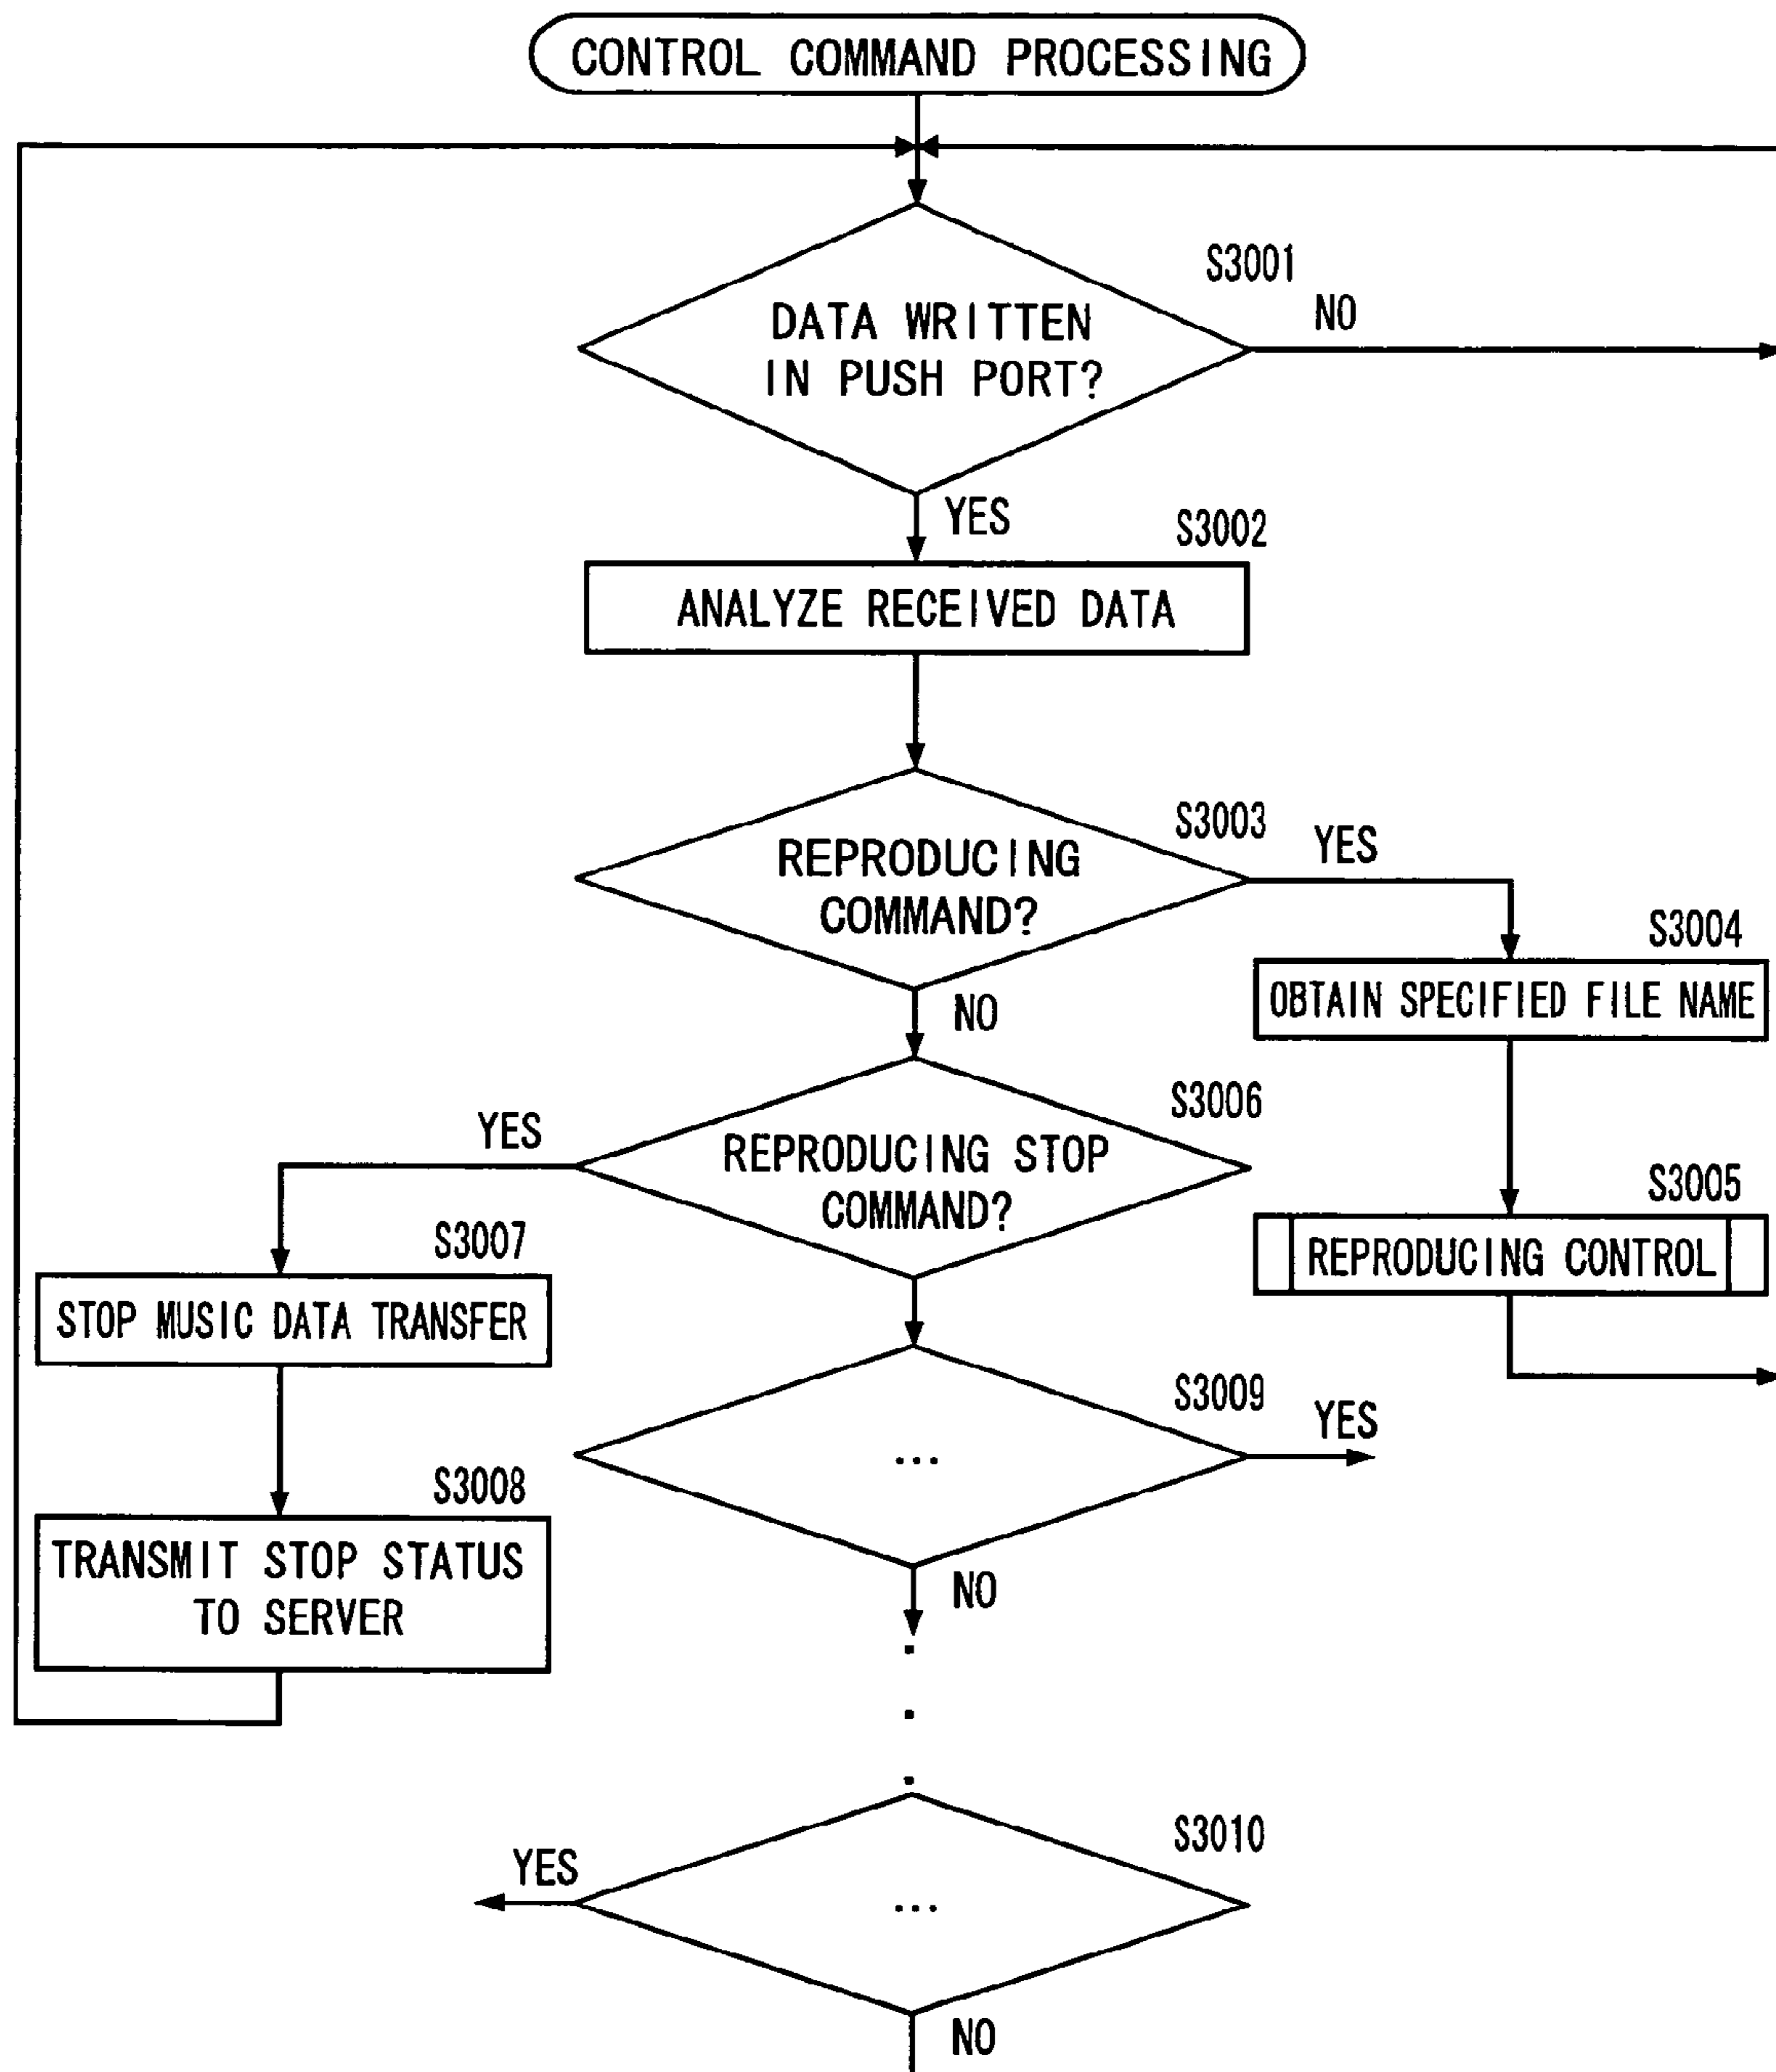 CONTROL COMMAND PROCESSING
S3001
DATA WRITTEN
IN PUSH PORT?
NO
YES
S3002
ANALYZE RECEIVED DATA
S3003
REPRODUCING
COMMAND?
YES
S3004
OBTAIN SPECIFIED FILE NAME
NO
S3006
REPRODUCING STOP
COMMAND?
YES
S3005
REPRODUCING CONTROL
S3007
STOP MUSIC DATA TRANSFER
S3009
...
YES
S3008
TRANSMIT STOP STATUS
TO SERVER
NO
S3010
...
YES
NO